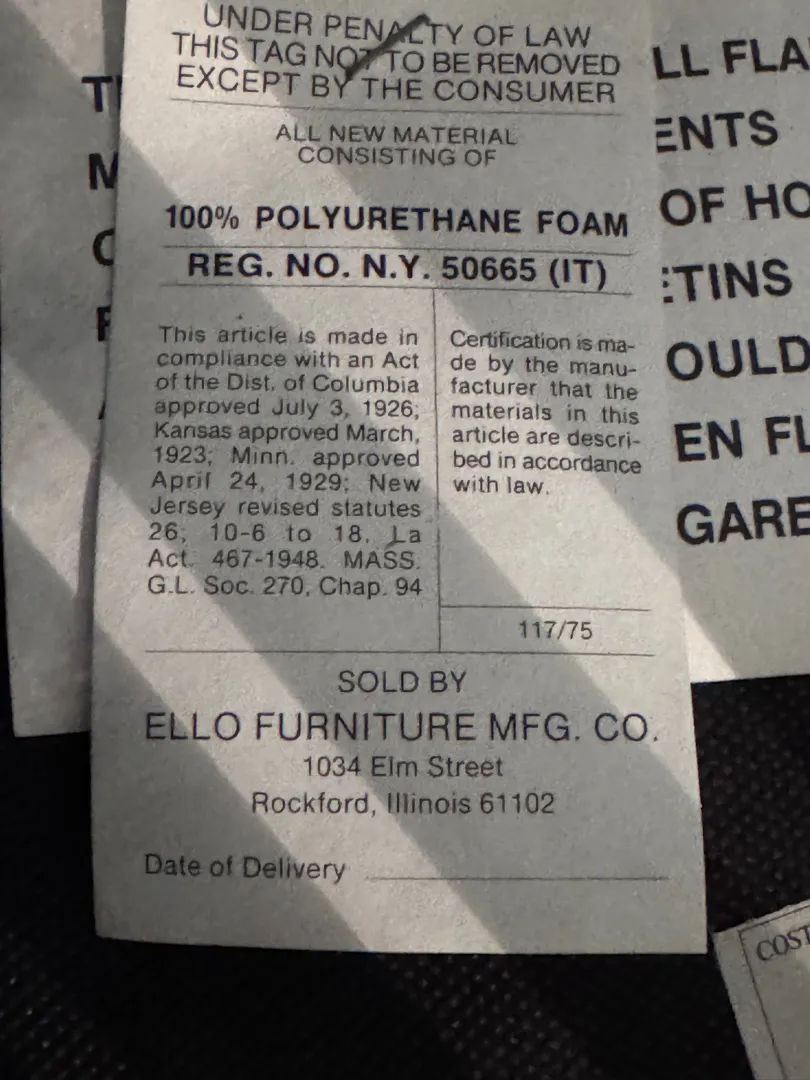 UNDER PENALTY OF LAW
THIS TAG NOT TO BE REMOVED
EXCEPT BY THE CONSUMER
ALL NEW MATERIAL
CONSISTING OF
100% POLYURETHANE FOAM
REG. NO. N.Y. 50665 (IT)
This article is made in
compliance with an Act
of the Dist. of Columbia
approved July 3, 1926;
Kansas approved March,
1923; Minn. approved
April 24, 1929; New
Jersey revised statutes
26; 10-6 to 18. La
Act. 467-1948. MASS.
G.L. Soc. 270, Chap. 94
Certification is ma-
de by the manu-
facturer that the
materials in this
article are descri-
bed in accordance
with law.
117/75
SOLD BY
ELLO FURNITURE MFG. CO.
1034 Elm Street
Rockford, Illinois 61102
Date of Delivery
LL FLA
ENTS
OF HO
TINS
OULD
EN FL
GARE
COST